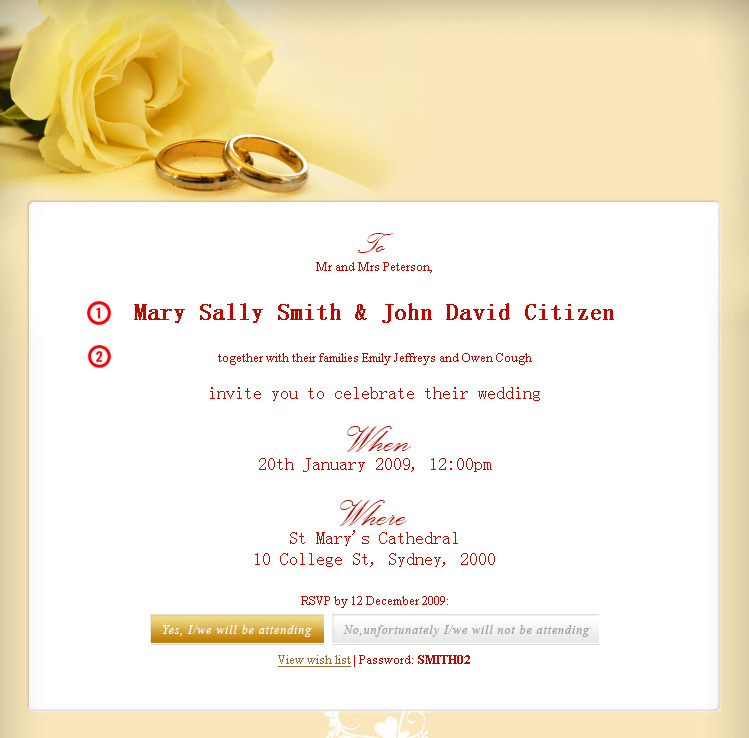 To
Mr and Mrs Peterson,
1 Mary Sally Smith & John David Citizen
2 together with their families Emily Jeffreys and Owen Cough
invite you to celebrate their wedding
When
20th January 2009, 12:00pm
Where
St Mary's Cathedral
10 College St, Sydney, 2000
RSVP by 12 December 2009:
Yes, I/we will be attending No,unfortunately I/we will not be attending
View wish list | Password: SMITH02